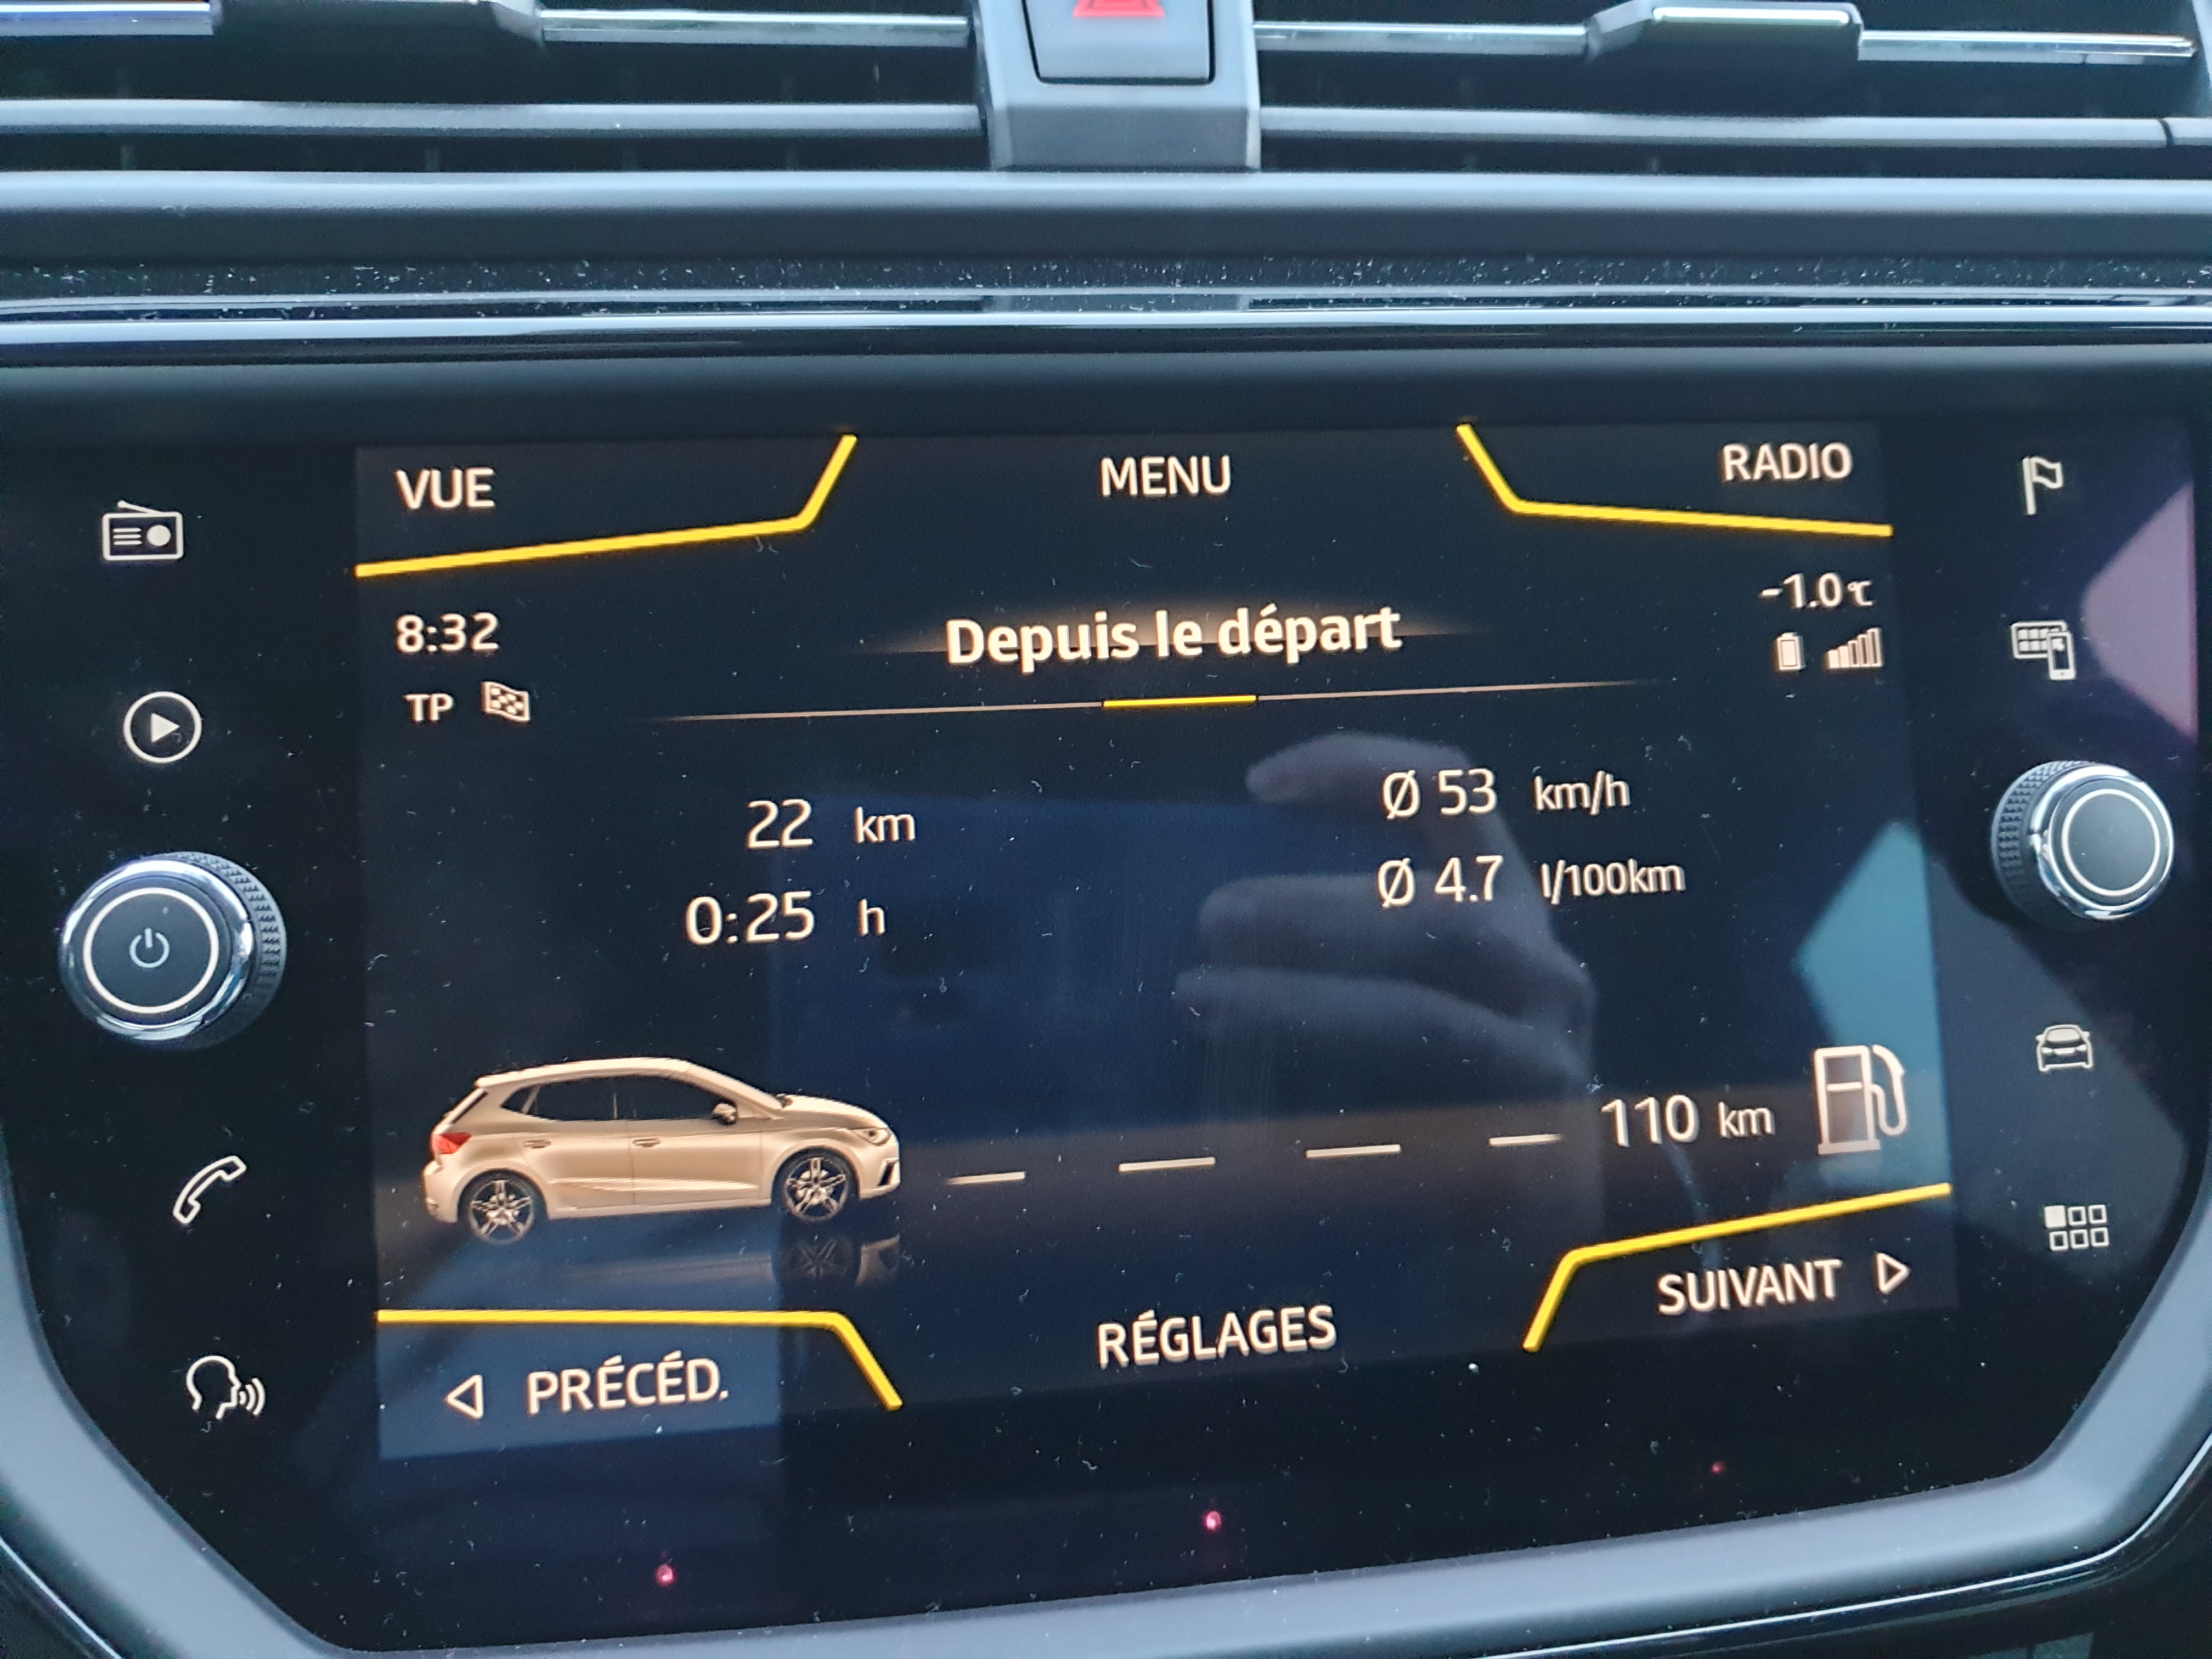 VUE
MENU
RADIO
8:32
Depuis le départ
-1.0°C
TP
22 km
Ø 53 km/h
0:25 h
Ø 4.7 l/100km
110 km
PRÉCÉD.
RÉGLAGES
SUIVANT